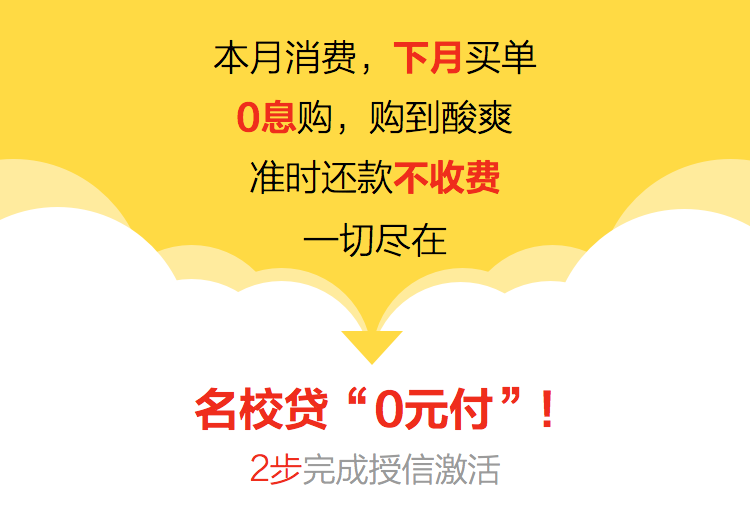 本月消费，下月买单
0息购，购到酸爽
准时还款不收费
一切尽在
名校贷“0元付”！
2步完成授信激活